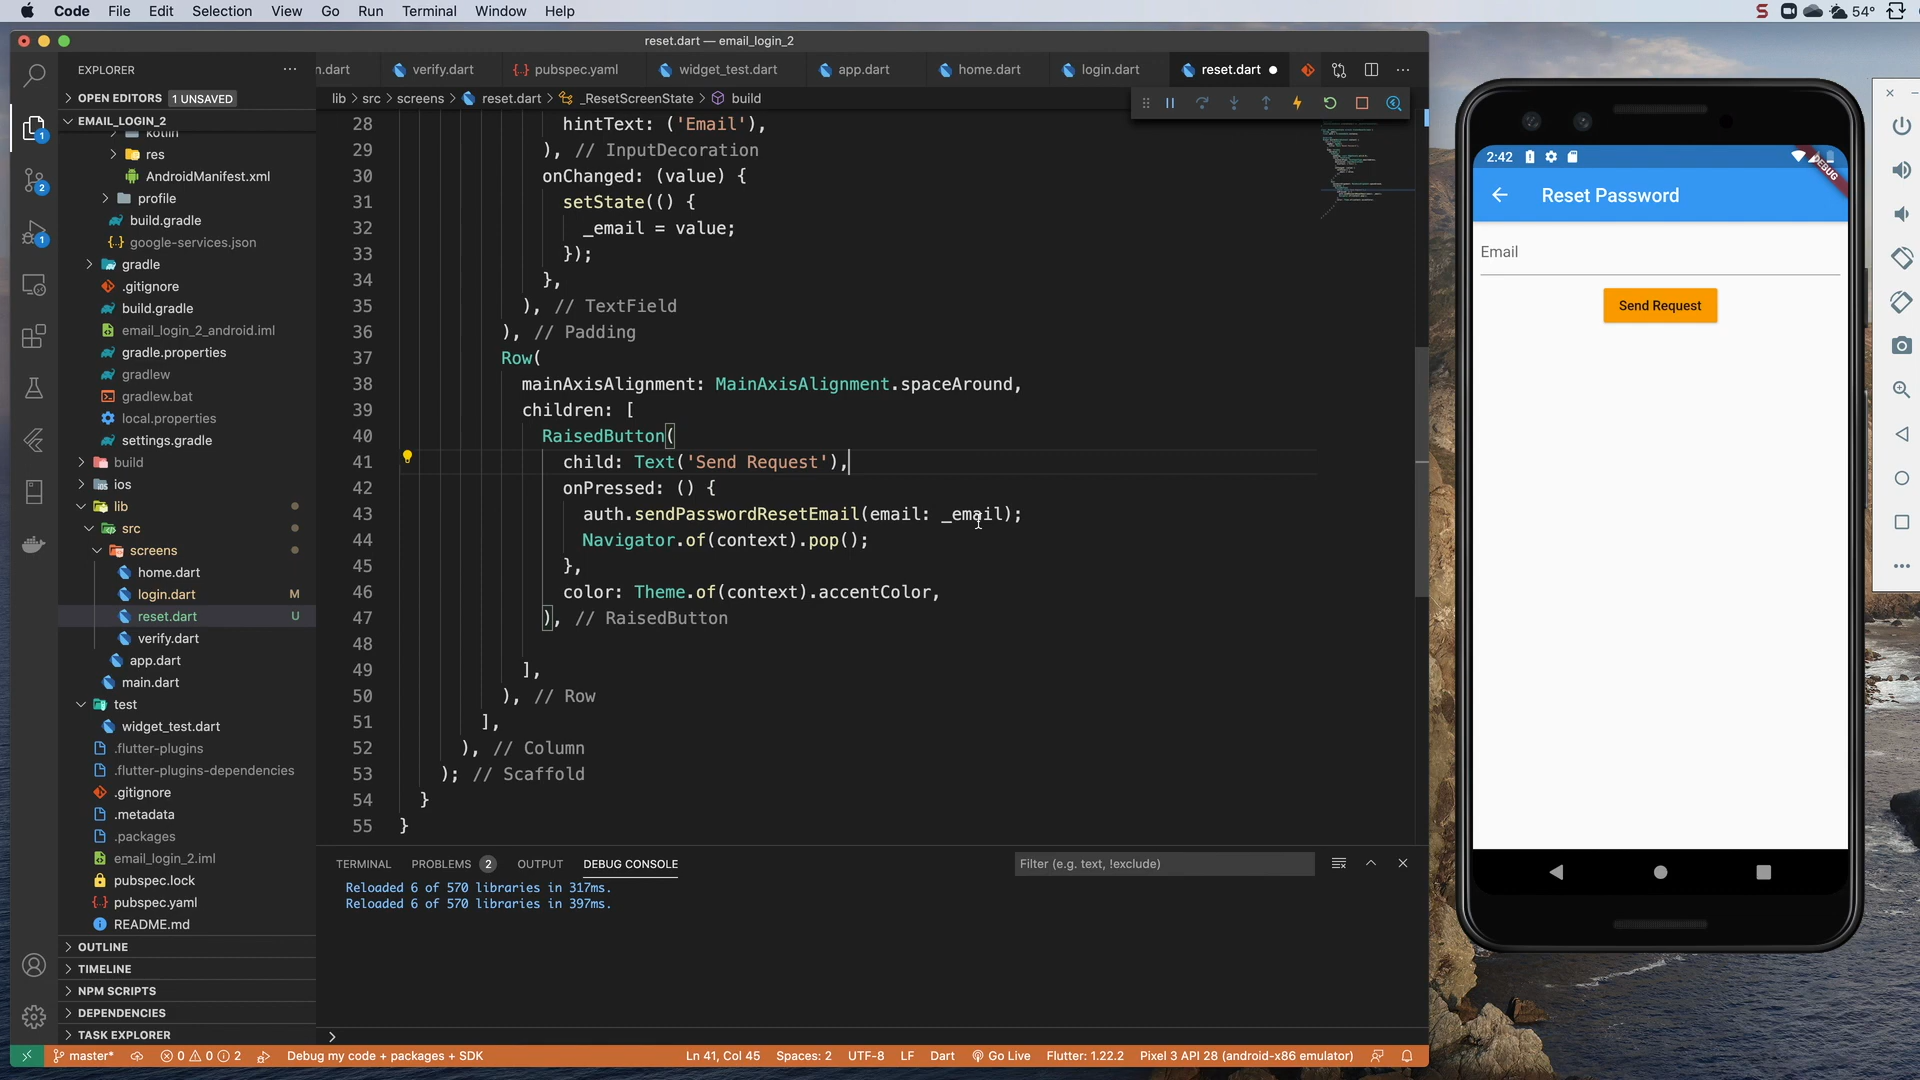 Code File Edit Selection View Go Run Terminal Window Help
54°
reset.dart — email_login_2
EXPLORER
n.dart verify.dart pubspec.yaml widget_test.dart app.dart home.dart login.dart reset.dart
OPEN EDITORS 1 UNSAVED
lib > src > screens > reset.dart > _ResetScreenState > build
EMAIL_LOGIN_2
kotlin
res
AndroidManifest.xml
profile
build.gradle
google-services.json
gradle
.gitignore
build.gradle
email_login_2_android.iml
gradle.properties
gradlew
gradlew.bat
local.properties
settings.gradle
build
ios
lib
src
screens
home.dart
login.dart M
reset.dart U
verify.dart
app.dart
main.dart
test
widget_test.dart
.flutter-plugins
.flutter-plugins-dependencies
.gitignore
.metadata
.packages
email_login_2.iml
pubspec.lock
pubspec.yaml
README.md
OUTLINE
TIMELINE
NPM SCRIPTS
DEPENDENCIES
TASK EXPLORER
28 hintText: ('Email'),
29 ), // InputDecoration
30 onChanged: (value) {
31 setState(() {
32 _email = value;
33 });
34 },
35 ), // TextField
36 ), // Padding
37 Row(
38 mainAxisAlignment: MainAxisAlignment.spaceAround,
39 children: [
40 RaisedButton(
41 child: Text('Send Request'),
42 onPressed: () {
43 auth.sendPasswordResetEmail(email: _email);
44 Navigator.of(context).pop();
45 },
46 color: Theme.of(context).accentColor,
47 ), // RaisedButton
48
49 ],
50 ), // Row
51 ],
52 ), // Column
53 ); // Scaffold
54 }
55 }
TERMINAL PROBLEMS 2 OUTPUT DEBUG CONSOLE Filter (e.g. text, !exclude)
Reloaded 6 of 570 libraries in 317ms.
Reloaded 6 of 570 libraries in 397ms.
master* 0 0 2 Debug my code + packages + SDK Ln 41, Col 45 Spaces: 2 UTF-8 LF Dart Go Live Flutter: 1.22.2 Pixel 3 API 28 (android-x86 emulator)
2:42
DEBUG
Reset Password
Email
Send Request